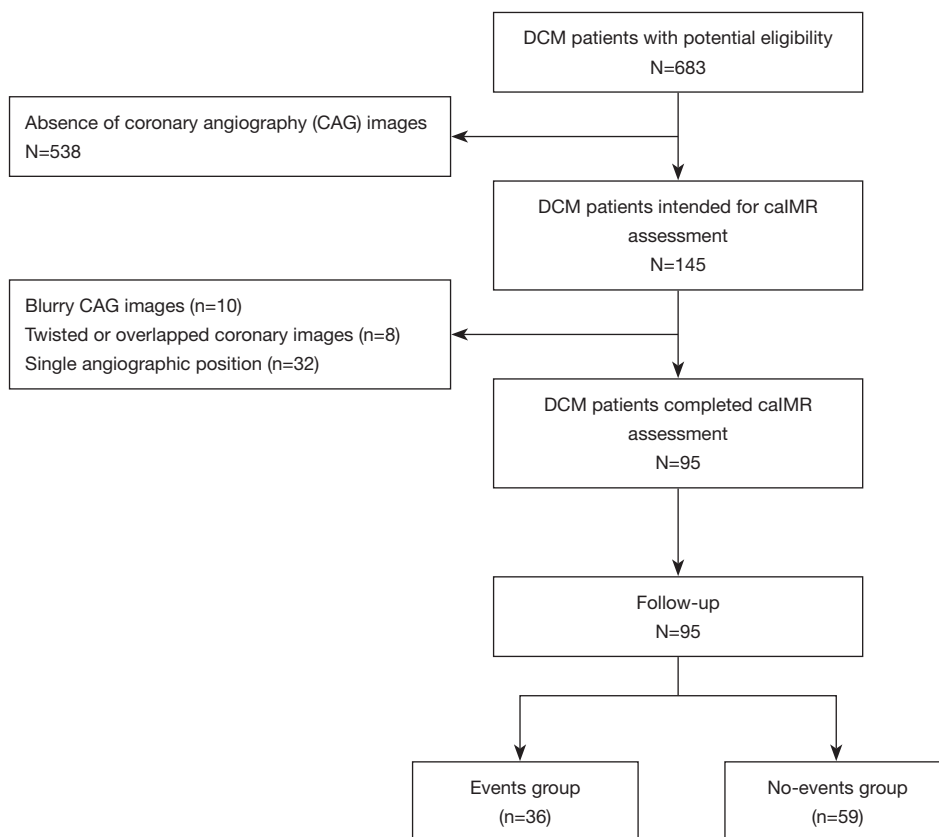 DCM patients with potential eligibility
N=683
Absence of coronary angiography (CAG) images
N=538
DCM patients intended for caIMR
assessment
N=145
Blurry CAG images (n=10)
Twisted or overlapped coronary images (n=8)
Single angiographic position (n=32)
DCM patients completed caIMR
assessment
N=95
Follow-up
N=95
Events group
(n=36)
No-events group
(n=59)